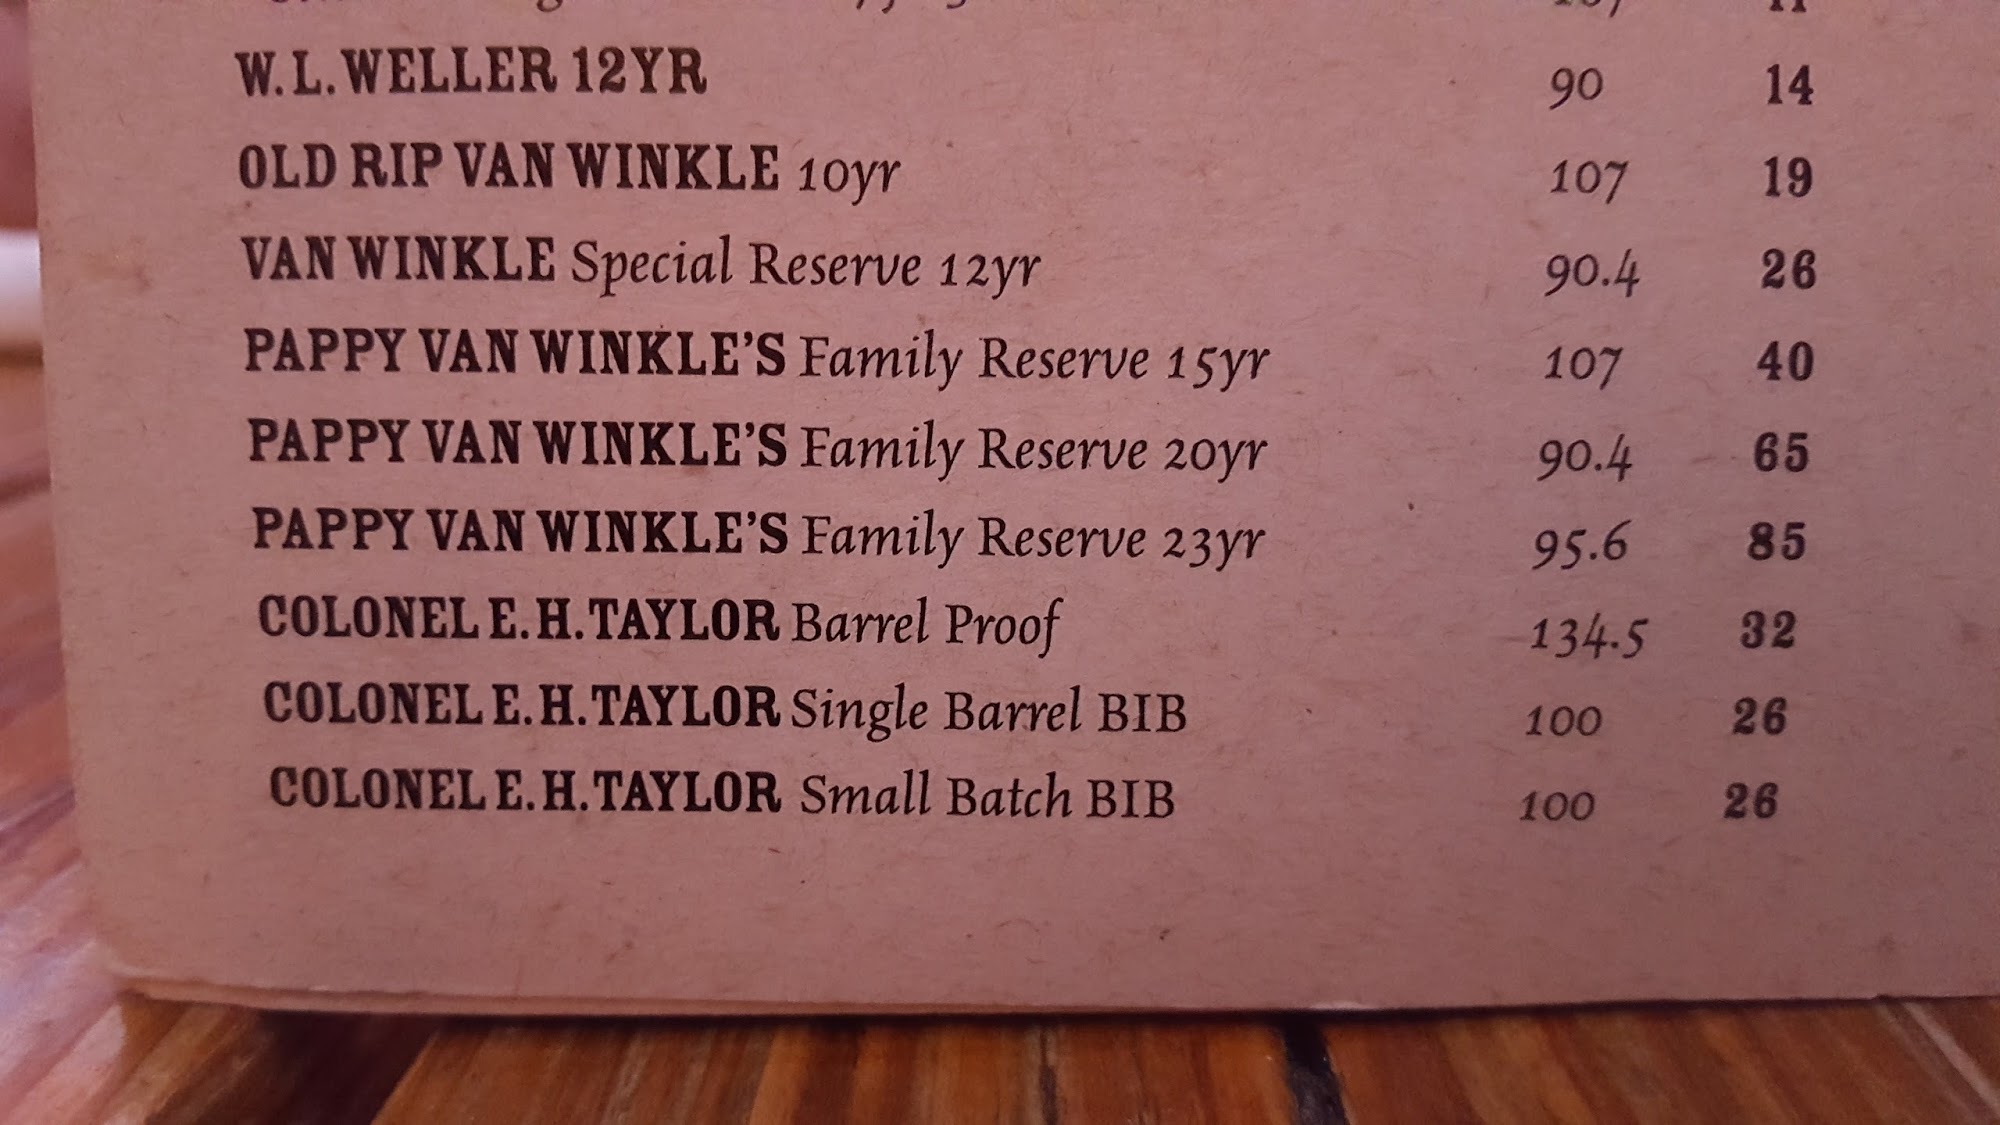 107 11
W. L. WELLER 12YR 90 14
OLD RIP VAN WINKLE 10yr 107 19
VAN WINKLE Special Reserve 12yr 90.4 26
PAPPY VAN WINKLE'S Family Reserve 15yr 107 40
PAPPY VAN WINKLE'S Family Reserve 20yr 90.4 65
PAPPY VAN WINKLE'S Family Reserve 23yr 95.6 85
COLONEL E. H. TAYLOR Barrel Proof 134.5 32
COLONEL E. H. TAYLOR Single Barrel BIB 100 26
COLONEL E. H. TAYLOR Small Batch BIB 100 26